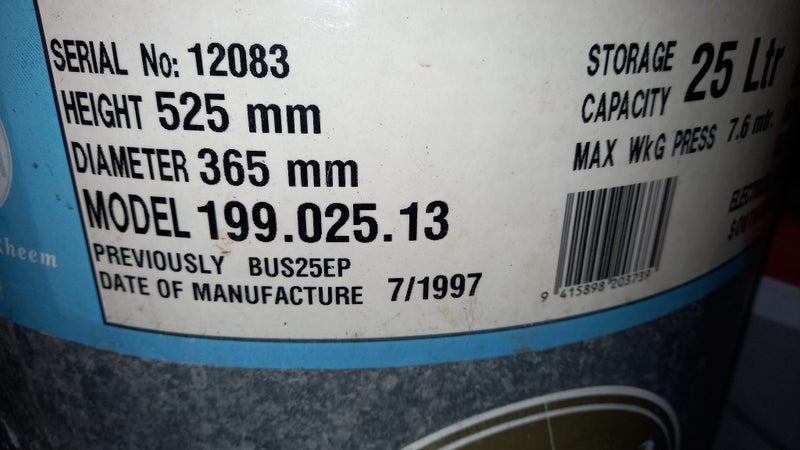 SERIAL No: 12083
HEIGHT 525 mm
DIAMETER 365 mm
MODEL 199.025.13
PREVIOUSLY BUS25EP
DATE OF MANUFACTURE 7/1997
STORAGE
CAPACITY 25 Ltr
MAX WkG PRESS 7.6 mtr.
9 415898 203739